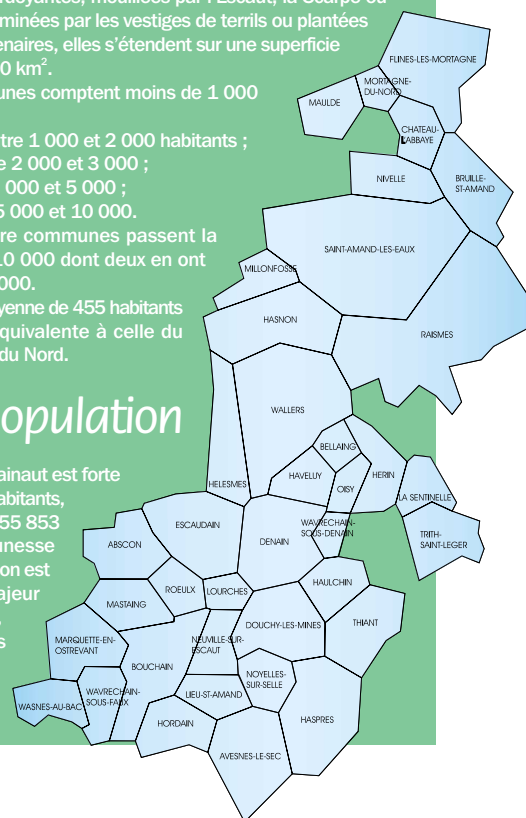 doyantes, mouillées par l'Escaut, la Scarpe ou
minées par les vestiges de terrils ou plantées
enaires, elles s'étendent sur une superficie
0 km².
unes comptent moins de 1 000
tre 1 000 et 2 000 habitants ;
e 2 000 et 3 000 ;
000 et 5 000 ;
5 000 et 10 000.
re communes passent la
10 000 dont deux en ont
000.
yenne de 455 habitants
équivalente à celle du
du Nord.
opulation
ainaut est forte
abitants,
55 853
unesse
on est
ajeur
s
FLINES-LES-MORTAGNE
MORTAGNE-
DU-NORD
MAULDE
CHATEAU-
L'ABBAYE
NIVELLE
BRUILLE-
ST-AMAND
SAINT-AMAND-LES-EAUX
MILLONFOSSE
HASNON
RAISMES
WALLERS
BELLAING
HERIN
HAVELUY
OISY
HELESMES
LA SENTINELLE
ESCAUDAIN
WAVRECHAIN-
SOUS-DENAIN
TRITH-
SAINT-LEGER
ABSCON
DENAIN
HAULCHIN
ROEULX
LOURCHES
MASTAING
DOUCHY-LES-MINES
THIANT
MARQUETTE-EN-
OSTREVANT
NEUVILLE-SUR-
ESCAUT
BOUCHAIN
NOYELLES-
SUR-SELLE
WAVRECHAIN-
SOUS-FAUX
LIEU-ST-AMAND
WASNES-AU-BAC
HORDAIN
HASPRES
AVESNES-LE-SEC